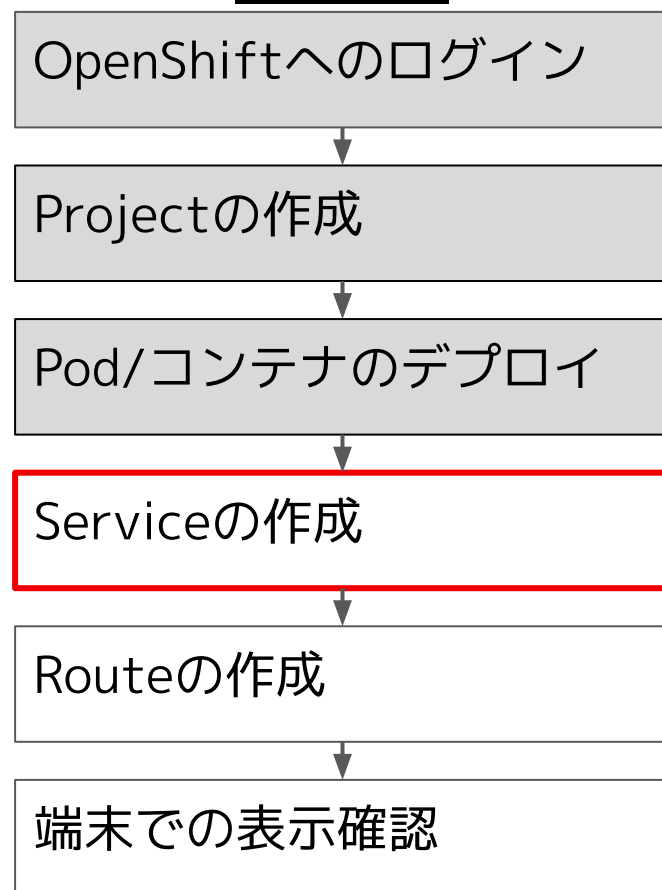 OpenShiftへのログイン
Projectの作成
Pod/コンテナのデプロイ
Serviceの作成
Routeの作成
端末での表示確認